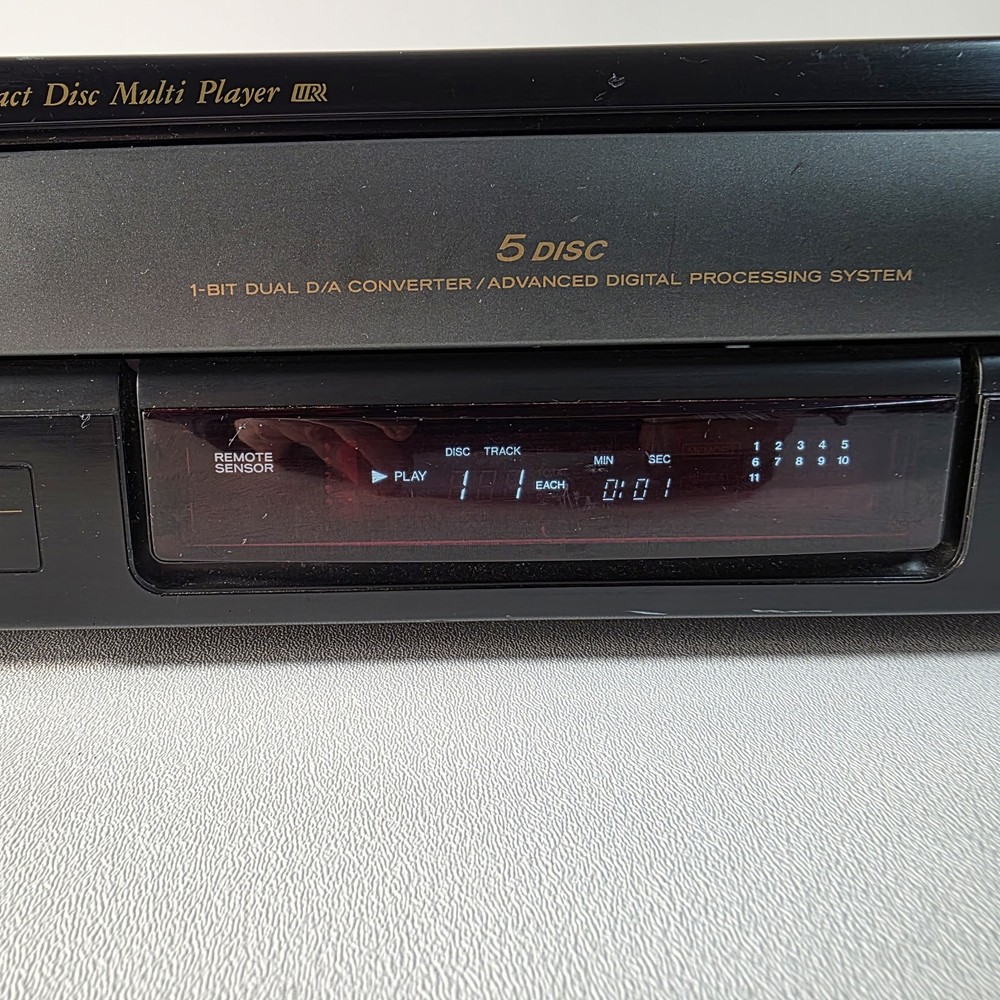 act Disc Multi Player
5 DISC
1-BIT DUAL D/A CONVERTER / ADVANCED DIGITAL PROCESSING SYSTEM
REMOTE
SENSOR
DISC TRACK
PLAY 1 1 EACH
MIN SEC
0:01
MEMORY
1 2 3 4 5
6 7 8 9 10
11